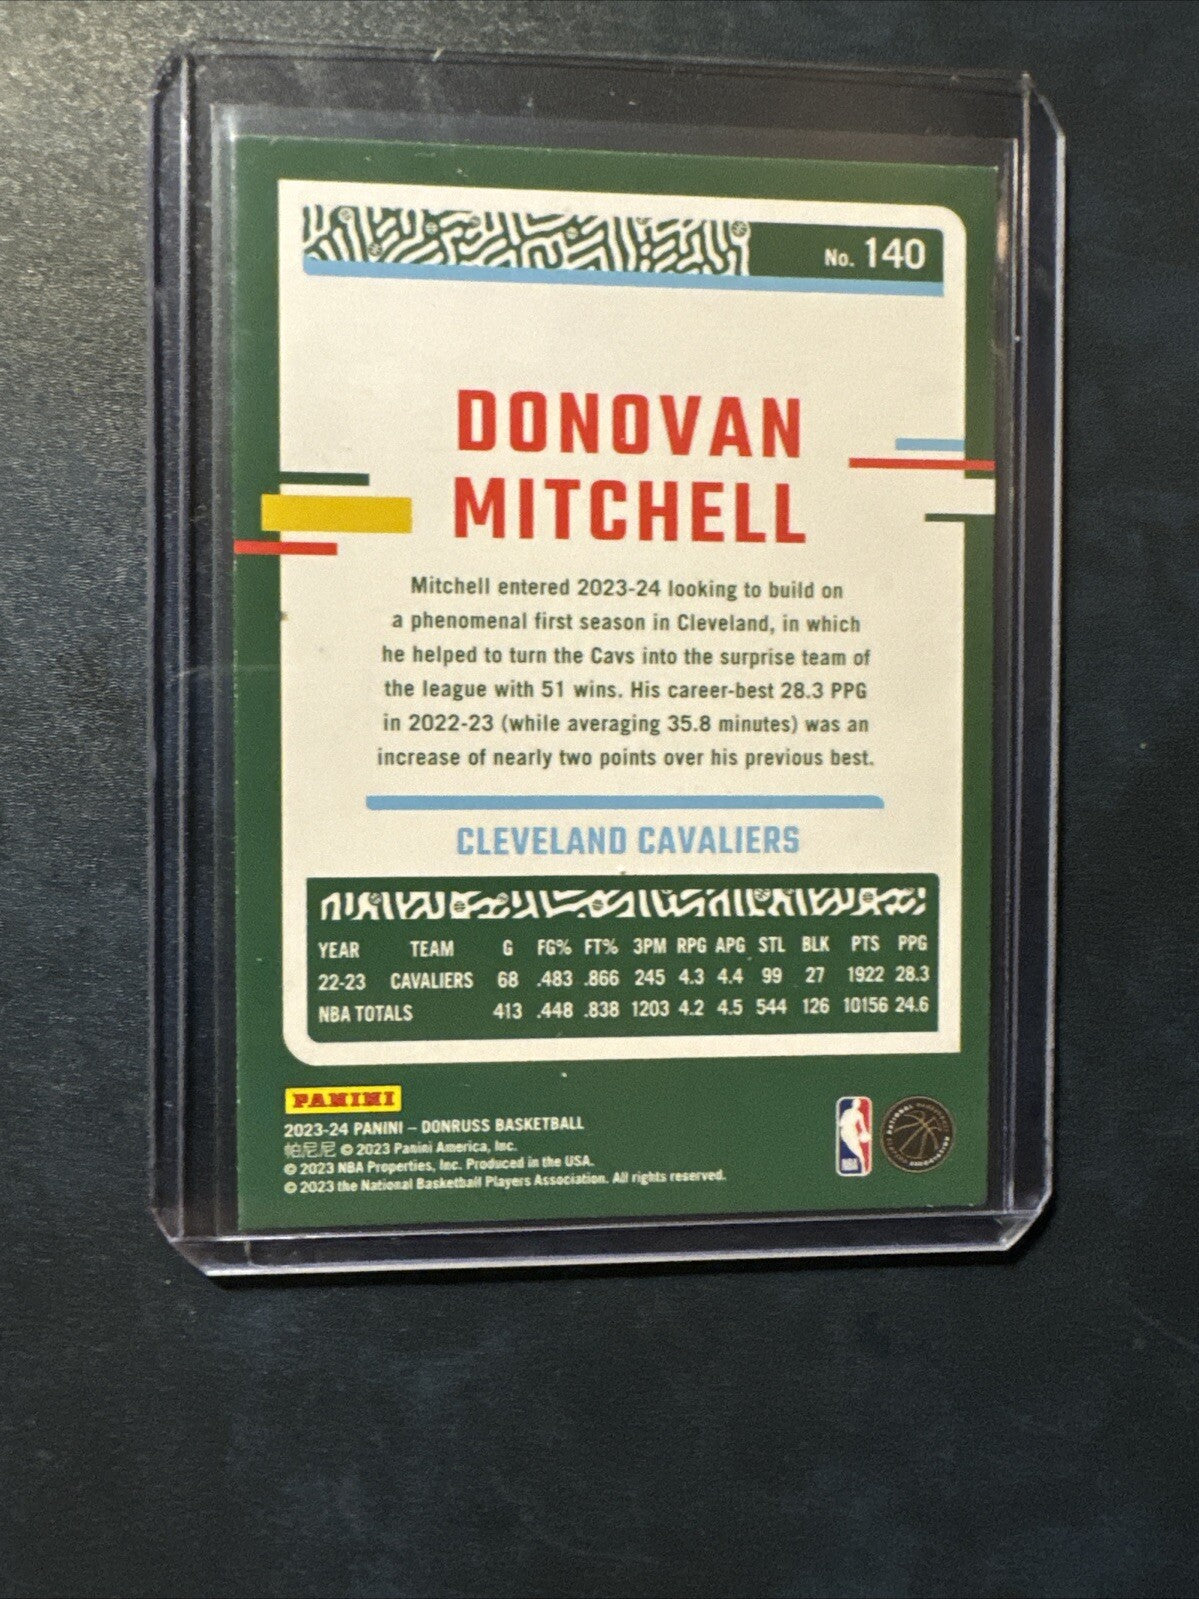 No. 140
DONOVAN
MITCHELL
Mitchell entered 2023-24 looking to build on
a phenomenal first season in Cleveland, in which
he helped to turn the Cavs into the surprise team of
the league with 51 wins. His career-best 28.3 PPG
in 2022-23 (while averaging 35.8 minutes) was an
increase of nearly two points over his previous best.
CLEVELAND CAVALIERS
YEAR TEAM G FG% FT% 3PM RPG APG STL BLK PTS PPG
22-23 CAVALIERS 68 .483 .866 245 4.3 4.4 99 27 1922 28.3
NBA TOTALS 413 .448 .838 1203 4.2 4.5 544 126 10156 24.6
PANINI
2023-24 PANINI – DONRUSS BASKETBALL
帕尼尼 © 2023 Panini America, Inc.
© 2023 NBA Properties, Inc. Produced in the USA.
© 2023 the National Basketball Players Association. All rights reserved.
NBA